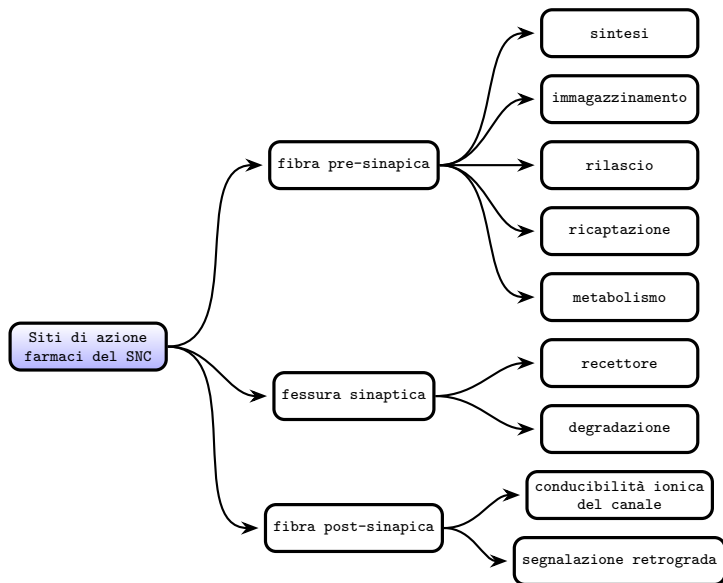 sintesi
immagazzinamento
fibra pre-sinapica
rilascio
ricaptazione
metabolismo
Siti di azione
farmaci del SNC
recettore
fessura sinaptica
degradazione
conducibilità ionica
del canale
fibra post-sinapica
segnalazione retrograda